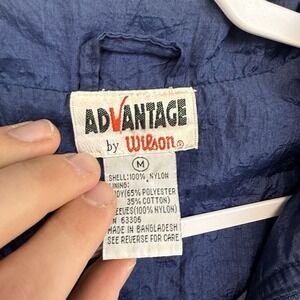 ADVANTAGE
by Wilson®
M
SHELL:100% NYLON
LINING:
BODY(65% POLYESTER
35% COTTON)
SLEEVES(100% NYLON)
RN 63306
MADE IN BANGLADESH
SEE REVERSE FOR CARE